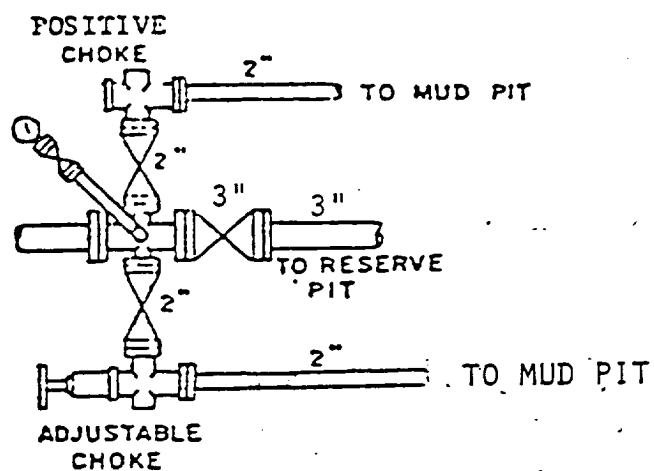 POSITIVE
CHOKE
2"
TO MUD PIT
2"
3"
3"
TO RESERVE
PIT
2"
2"
TO MUD PIT
ADJUSTABLE
CHOKE